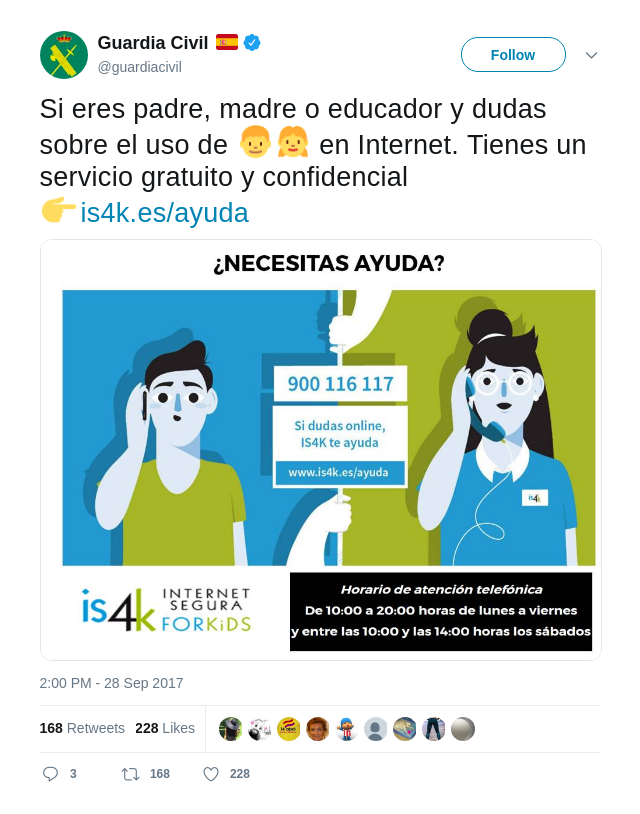 Guardia Civil
@guardiacivil
Follow
Si eres padre, madre o educador y dudas
sobre el uso de 👦👧 en Internet. Tienes un
servicio gratuito y confidencial
👉is4k.es/ayuda
¿NECESITAS AYUDA?
900 116 117
Si dudas online,
IS4K te ayuda
www.is4k.es/ayuda
is4k
is4k INTERNET
SEGURA
FORKiDS
Horario de atención telefónica
De 10:00 a 20:00 horas de lunes a viernes
y entre las 10:00 y las 14:00 horas los sábados
2:00 PM - 28 Sep 2017
168 Retweets 228 Likes
3 168 228